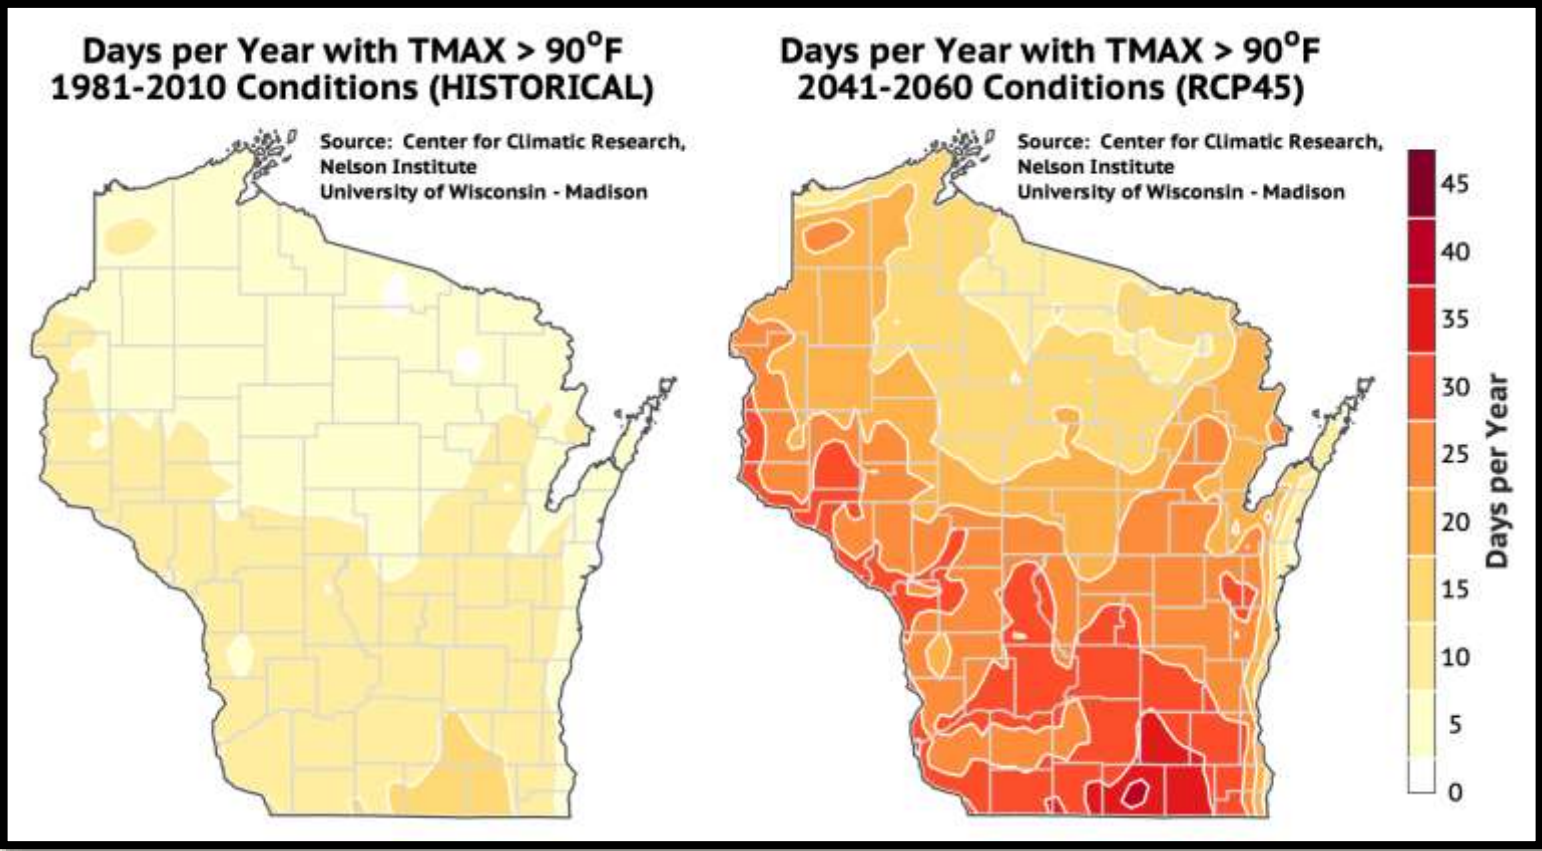 Days per Year with TMAX > 90°F
1981-2010 Conditions (HISTORICAL)
Source: Center for Climatic Research,
Nelson Institute
University of Wisconsin - Madison
Days per Year with TMAX > 90°F
2041-2060 Conditions (RCP45)
Source: Center for Climatic Research,
Nelson Institute
University of Wisconsin - Madison
45
40
35
30
25
20
15
10
5
0
Days per Year